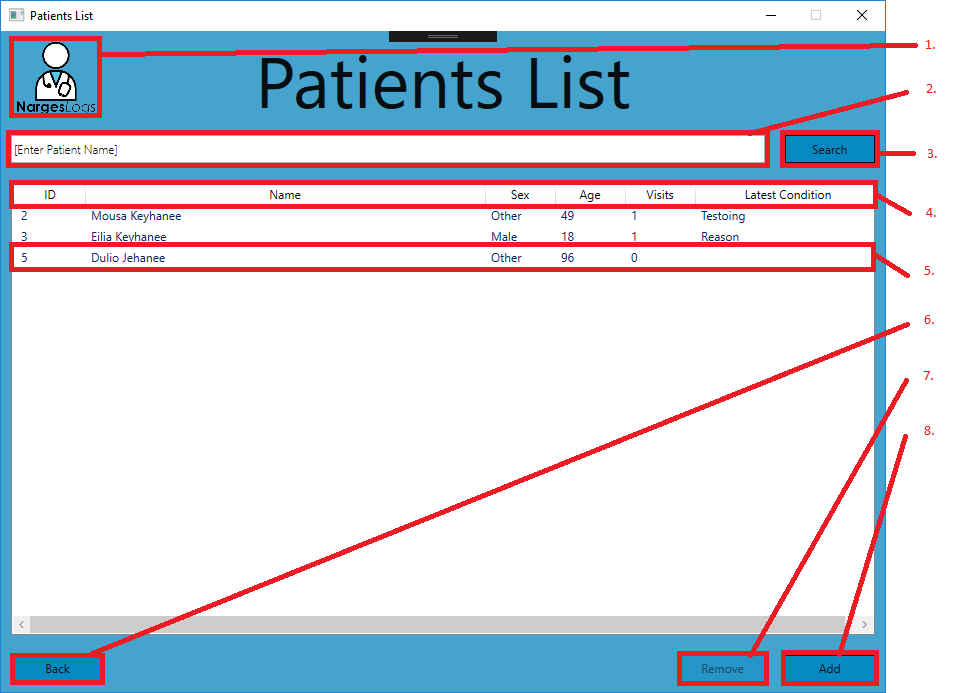 Patients List
1.
Patients List
NargesLogs
2.
[Enter Patient Name]
Search
3.
ID Name Sex Age Visits Latest Condition
4.
2 Mousa Keyhanee Other 49 1 Testoing
3 Eilia Keyhanee Male 18 1 Reason
5 Dulio Jehanee Other 96 0
5.
6.
7.
8.
Back
Remove
Add